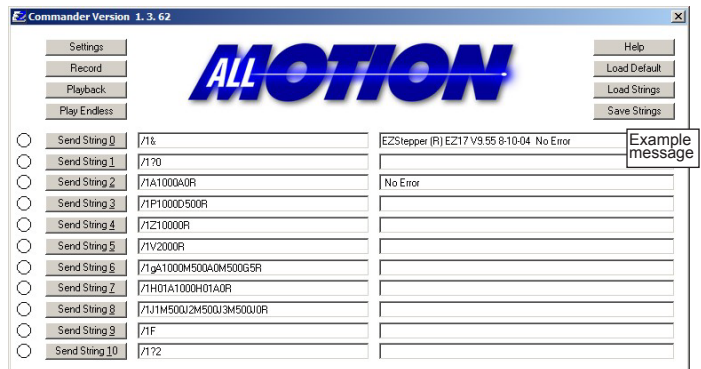 EZ Commander Version 1. 3. 62
Settings
Record
Playback
Play Endless
ALL MOTION
Help
Load Default
Load Strings
Save Strings
Send String 0 /1& EZStepper (R) EZ17 V9.55 8-10-04 No Error
Example message
Send String 1 /1?0
Send String 2 /1A1000A0R No Error
Send String 3 /1P1000D500R
Send String 4 /1Z10000R
Send String 5 /1V2000R
Send String 6 /1gA1000M500A0M500G5R
Send String 7 /1H01A1000H01A0R
Send String 8 /1J1M500J2M500J3M500J0R
Send String 9 /1F
Send String 10 /1?2